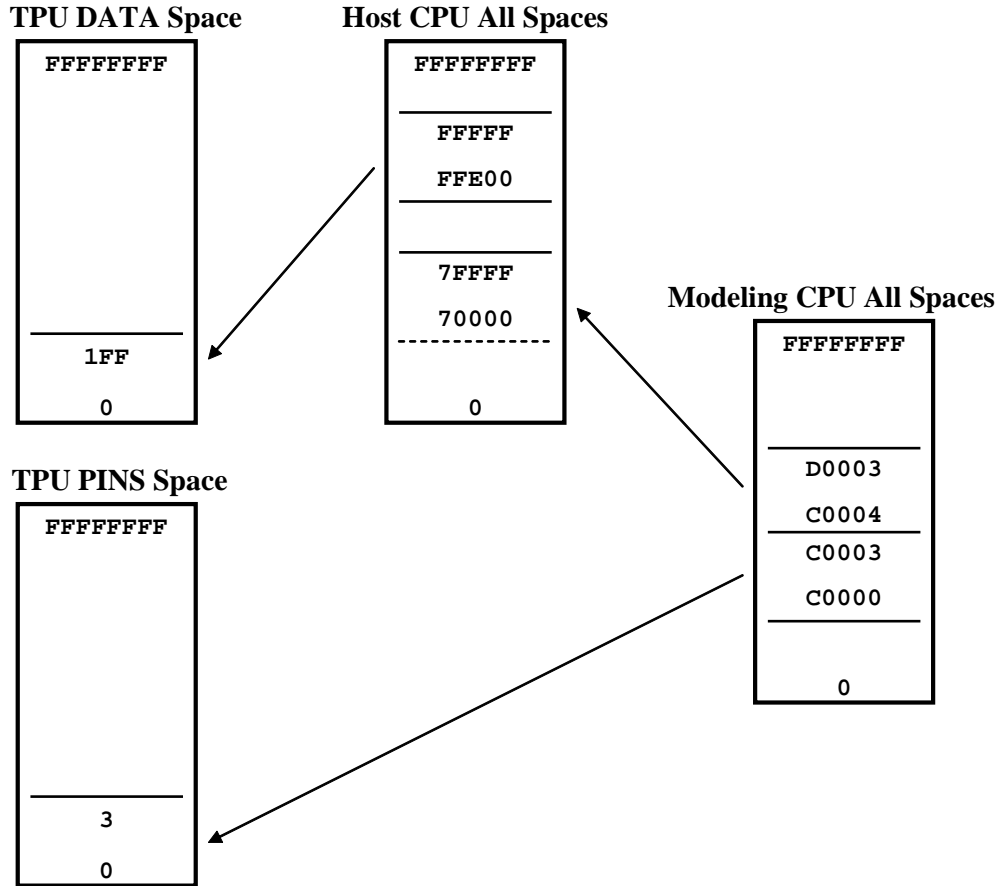 TPU DATA Space
FFFFFFFF
1FF
0
Host CPU All Spaces
FFFFFFFF
FFFFF
FFE00
7FFFF
70000
0
Modeling CPU All Spaces
FFFFFFFF
D0003
C0004
C0003
C0000
0
TPU PINS Space
FFFFFFFF
3
0